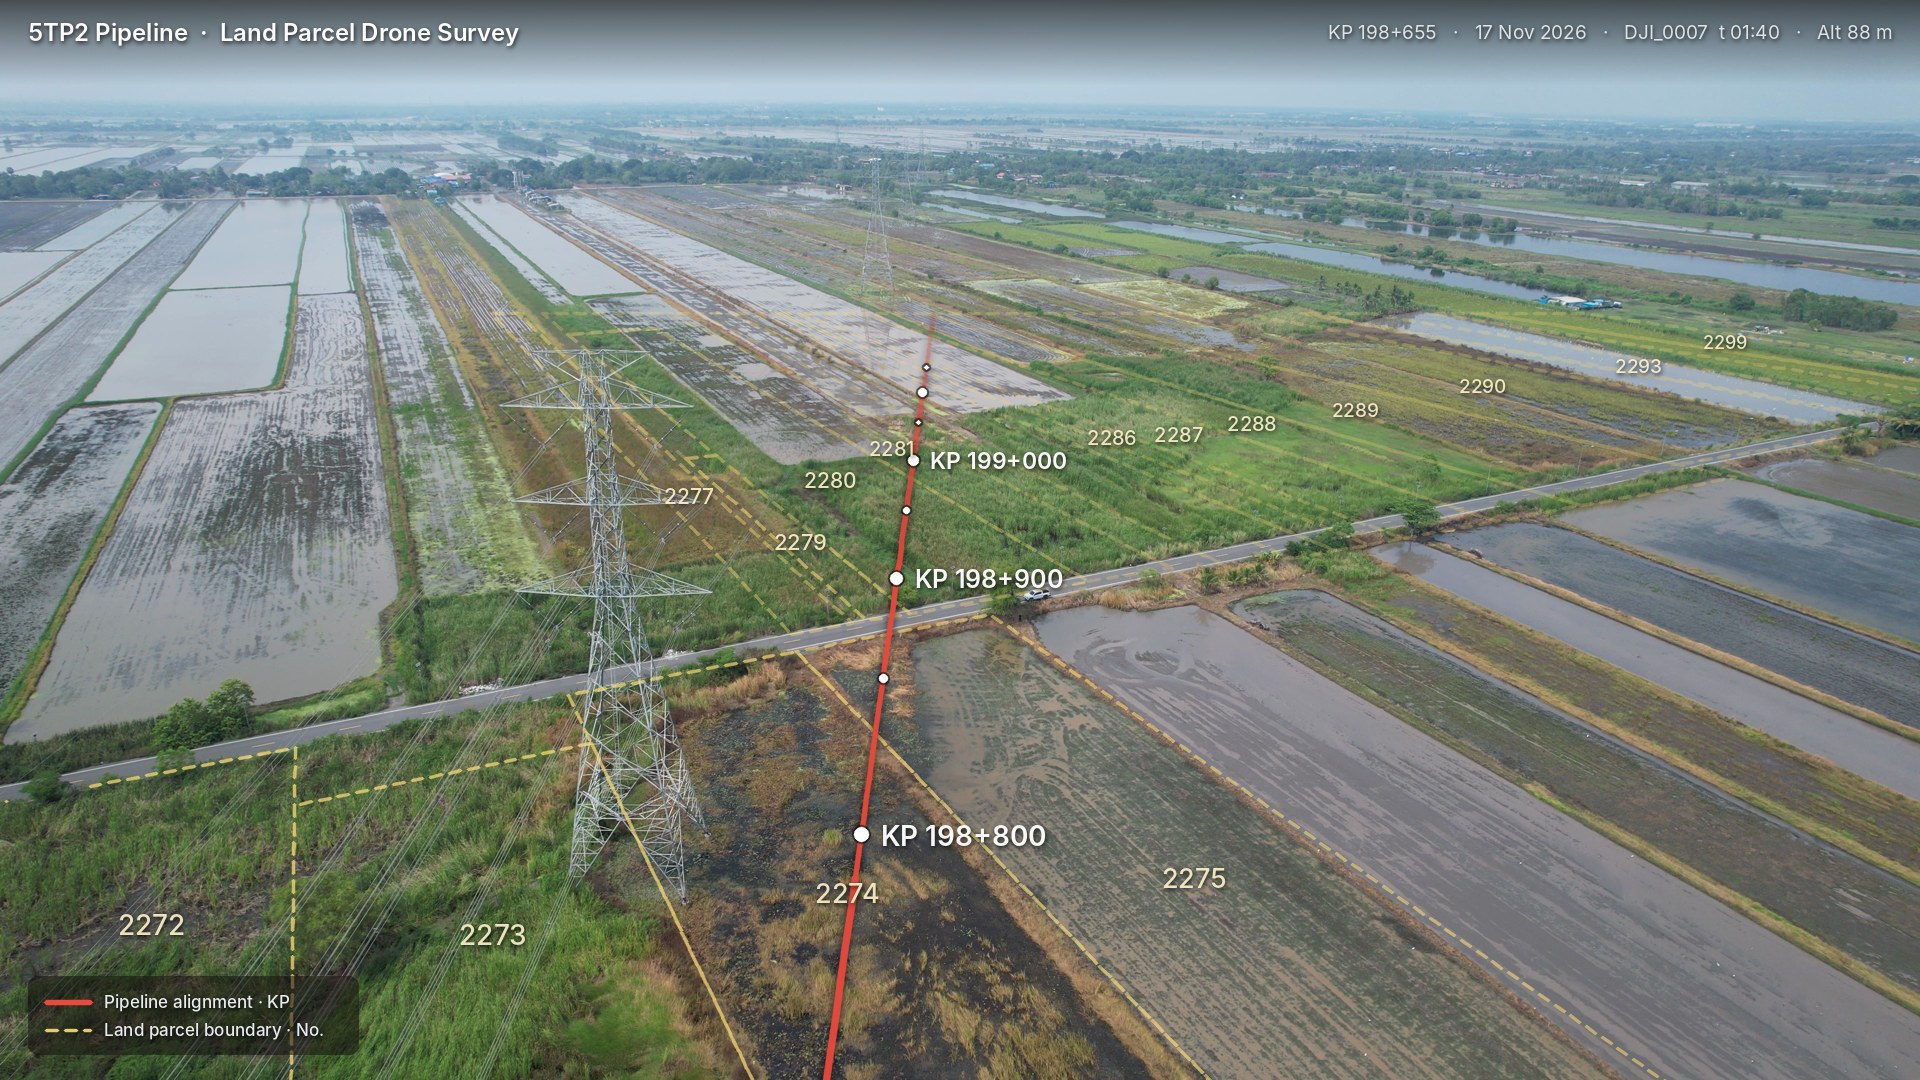 5TP2 Pipeline · Land Parcel Drone Survey
KP 198+655 · 17 Nov 2026 · DJI_0007 t 01:40 · Alt 88 m
2299
2293
2290
2289
2288
2287
2286
2281
KP 199+000
2280
2277
2279
KP 198+900
KP 198+800
2275
2274
2272
2273
Pipeline alignment · KP
Land parcel boundary · No.